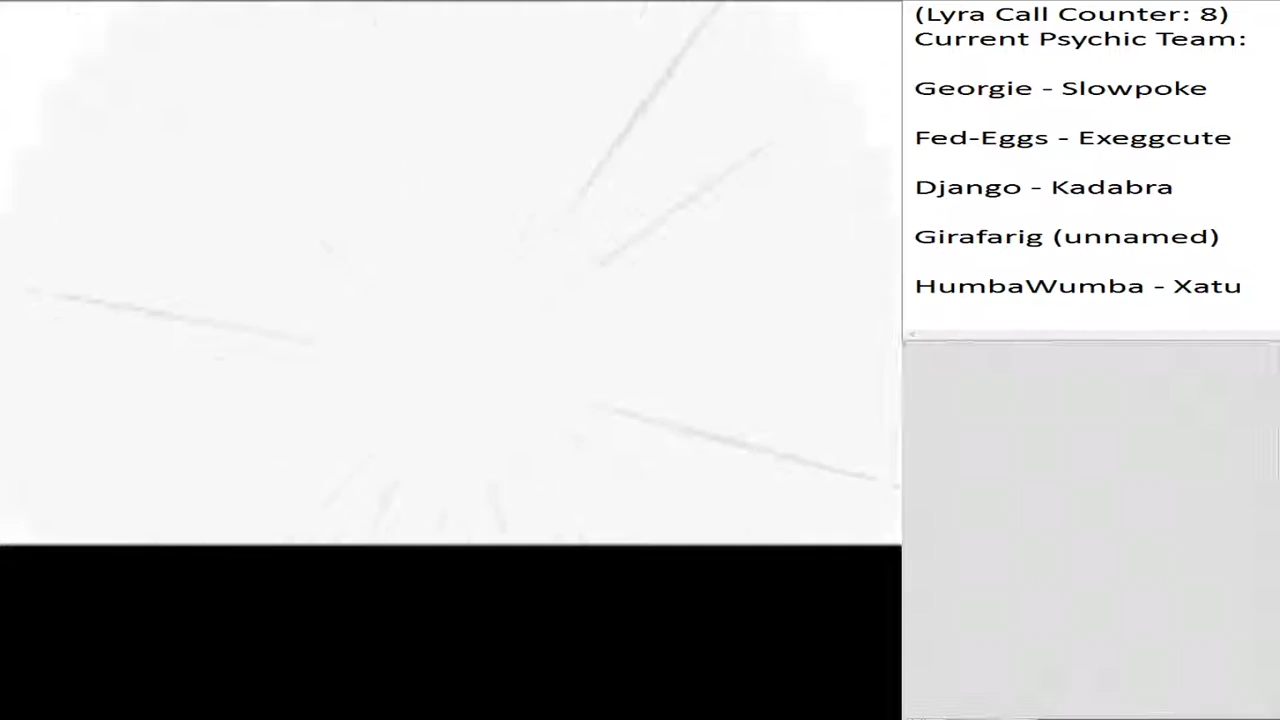 (Lyra Call Counter: 8)
Current Psychic Team:
Georgie - Slowpoke
Fed-Eggs - Exeggcute
Django - Kadabra
Girafarig (unnamed)
HumbaWumba - Xatu